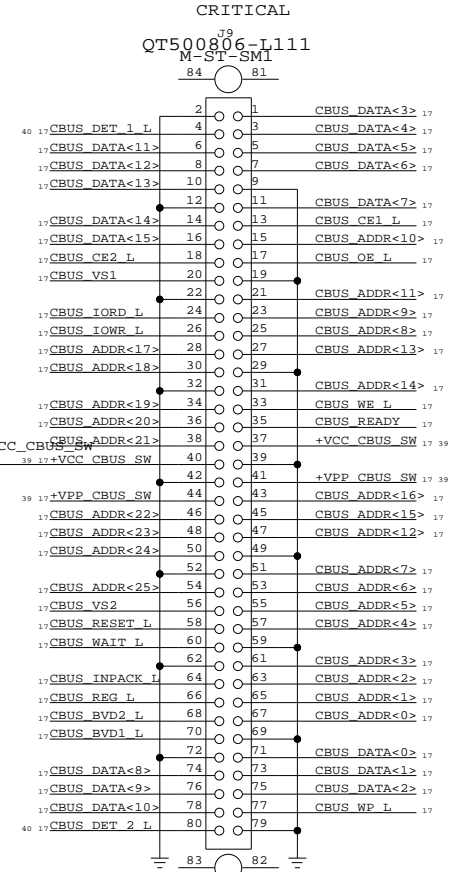 CRITICAL
J9
QT500806-L111
M-ST-SM1
84 81
2 1 CBUS_DATA<3> 17
40 17 CBUS_DET_1_L 4 3 CBUS_DATA<4> 17
17 CBUS_DATA<11> 6 5 CBUS_DATA<5> 17
17 CBUS_DATA<12> 8 7 CBUS_DATA<6> 17
17 CBUS_DATA<13> 10 9
12 11 CBUS_DATA<7> 17
17 CBUS_DATA<14> 14 13 CBUS_CE1_L 17
17 CBUS_DATA<15> 16 15 CBUS_ADDR<10> 17
17 CBUS_CE2_L 18 17 CBUS_OE_L 17
17 CBUS_VS1 20 19
22 21 CBUS_ADDR<11> 17
17 CBUS_IORD_L 24 23 CBUS_ADDR<9> 17
17 CBUS_IOWR_L 26 25 CBUS_ADDR<8> 17
17 CBUS_ADDR<17> 28 27 CBUS_ADDR<13> 17
17 CBUS_ADDR<18> 30 29
32 31 CBUS_ADDR<14> 17
17 CBUS_ADDR<19> 34 33 CBUS_WE_L 17
17 CBUS_ADDR<20> 36 35 CBUS_READY 17
17 CBUS_ADDR<21> 38 37 +VCC_CBUS_SW 17 39
CC_CBUS_SW
39 17 +VCC_CBUS_SW 40 39
42 41 +VPP_CBUS_SW 17 39
39 17 +VPP_CBUS_SW 44 43 CBUS_ADDR<16> 17
17 CBUS_ADDR<22> 46 45 CBUS_ADDR<15> 17
17 CBUS_ADDR<23> 48 47 CBUS_ADDR<12> 17
17 CBUS_ADDR<24> 50 49
52 51 CBUS_ADDR<7> 17
17 CBUS_ADDR<25> 54 53 CBUS_ADDR<6> 17
17 CBUS_VS2 56 55 CBUS_ADDR<5> 17
17 CBUS_RESET_L 58 57 CBUS_ADDR<4> 17
17 CBUS_WAIT_L 60 59
62 61 CBUS_ADDR<3> 17
17 CBUS_INPACK_L 64 63 CBUS_ADDR<2> 17
17 CBUS_REG_L 66 65 CBUS_ADDR<1> 17
17 CBUS_BVD2_L 68 67 CBUS_ADDR<0> 17
17 CBUS_BVD1_L 70 69
72 71 CBUS_DATA<0> 17
17 CBUS_DATA<8> 74 73 CBUS_DATA<1> 17
17 CBUS_DATA<9> 76 75 CBUS_DATA<2> 17
17 CBUS_DATA<10> 78 77 CBUS_WP_L 17
40 17 CBUS_DET_2_L 80 79
83 82